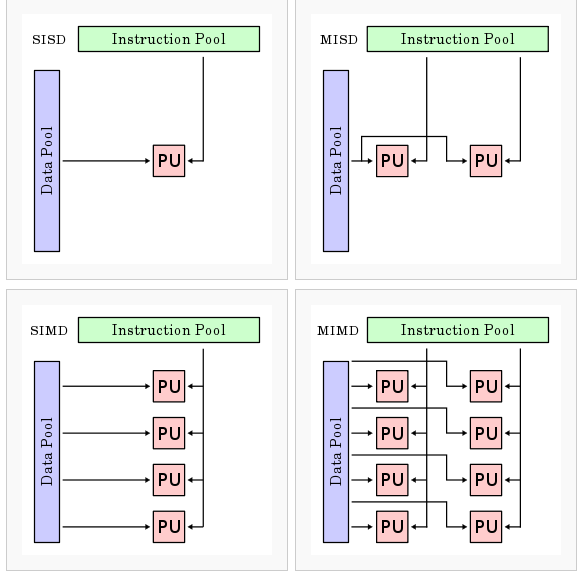 SISD
Instruction Pool
Data Pool
PU
MISD
Instruction Pool
Data Pool
PU
PU
SIMD
Instruction Pool
Data Pool
PU
PU
PU
PU
MIMD
Instruction Pool
Data Pool
PU
PU
PU
PU
PU
PU
PU
PU